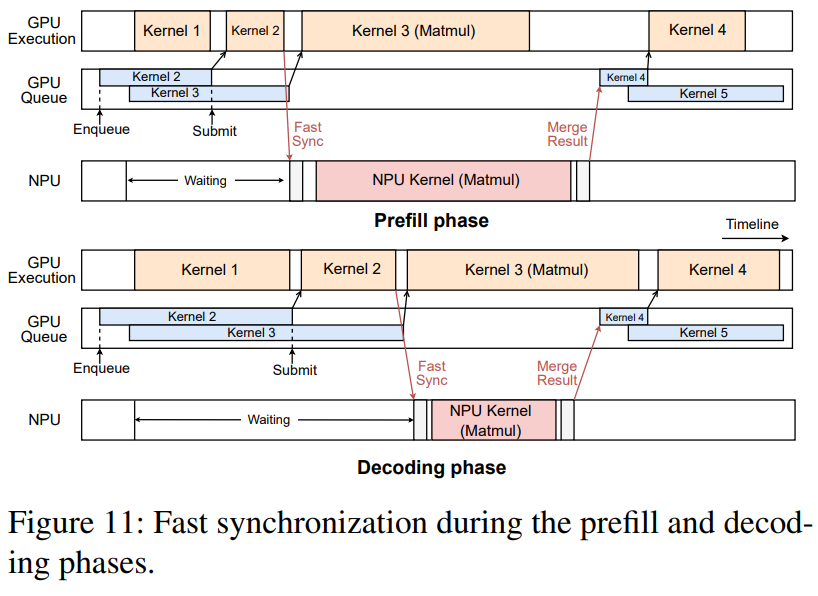 GPU
Execution
Kernel 1
Kernel 2
Kernel 3 (Matmul)
Kernel 4
GPU
Queue
Kernel 2
Kernel 3
Kernel 4
Kernel 5
Enqueue
Submit
Fast
Sync
Merge
Result
NPU
Waiting
NPU Kernel (Matmul)
Prefill phase
Timeline
GPU
Execution
Kernel 1
Kernel 2
Kernel 3 (Matmul)
Kernel 4
GPU
Queue
Kernel 2
Kernel 3
Kernel 4
Kernel 5
Enqueue
Submit
Fast
Sync
Merge
Result
NPU
Waiting
NPU Kernel
(Matmul)
Decoding phase
Figure 11: Fast synchronization during the prefill and decod-
ing phases.